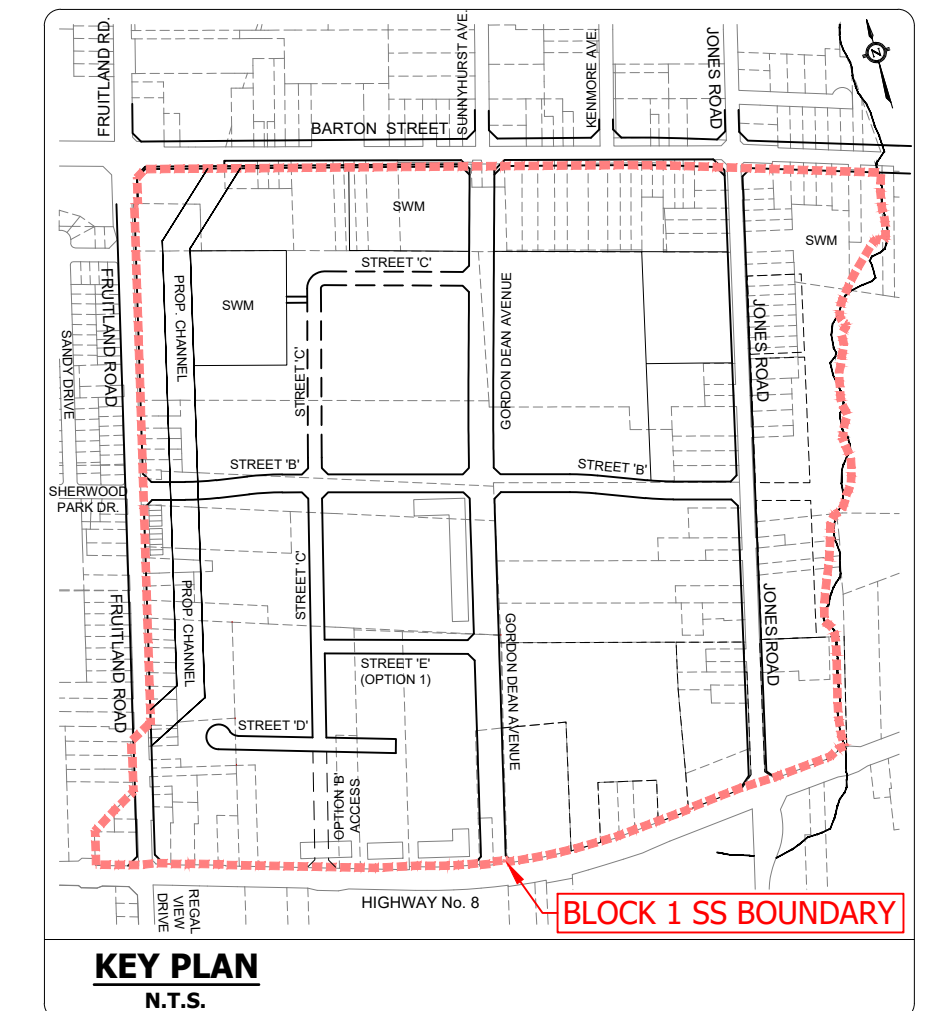 FRUITLAND RD.
SUNNYHURST AVE.
KENMORE AVE.
JONES ROAD
Z
BARTON STREET
SWM
SWM
STREET 'C'
SWM
PROP. CHANNEL
FRUITLAND ROAD
SANDY DRIVE
GORDON DEAN AVENUE
JONES ROAD
STREET 'C'
STREET 'B'
STREET 'B'
SHERWOOD
PARK DR.
STREET 'C'
PROP. CHANNEL
FRUITLAND ROAD
GORDON DEAN AVENUE
JONES ROAD
STREET 'E'
(OPTION 1)
STREET 'D'
OPTION 'B'
ACCESS
REGAL
VIEW
DRIVE
HIGHWAY No. 8
BLOCK 1 SS BOUNDARY
KEY PLAN
N.T.S.